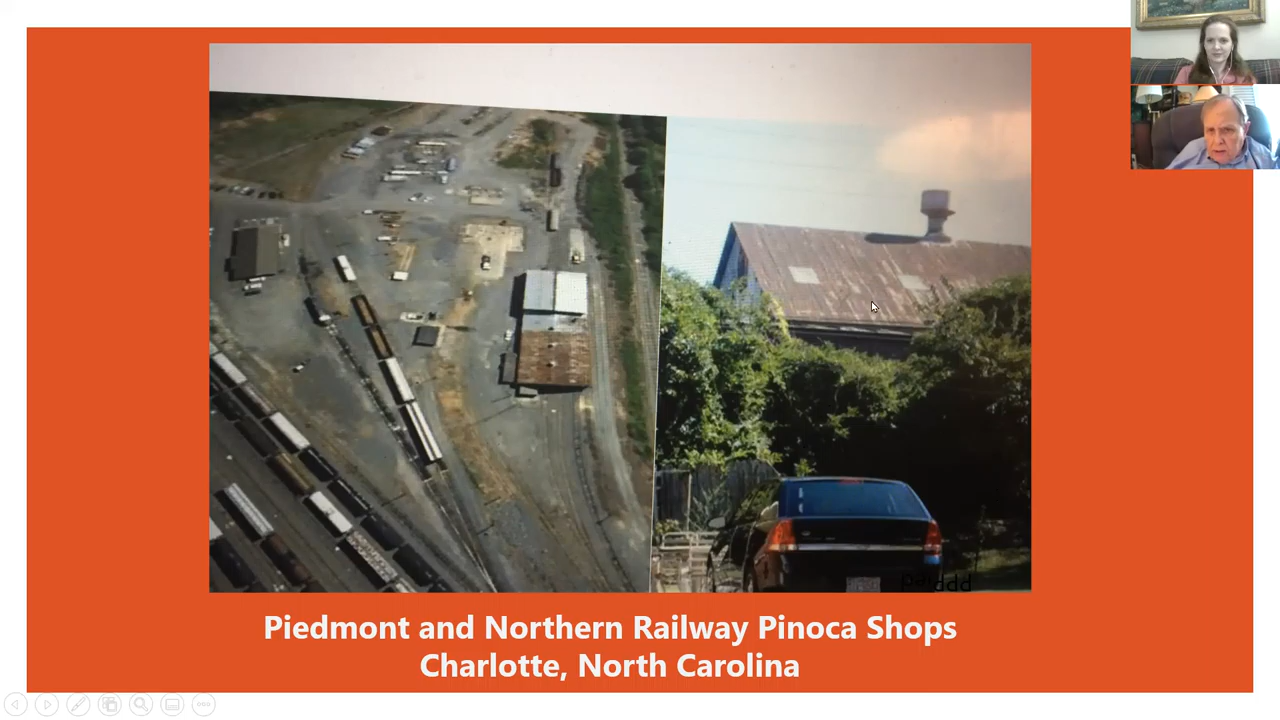 Piedmont and Northern Railway Pinoca Shops
Charlotte, North Carolina